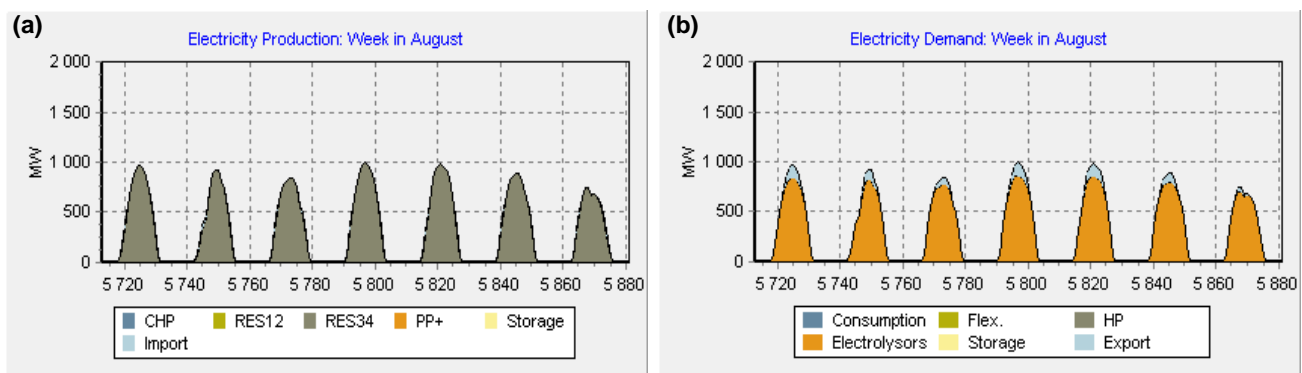 (a)
Electricity Production: Week in August
MW
2 000
1 500
1 000
500
0
5 720 5 740 5 760 5 780 5 800 5 820 5 840 5 860 5 880
CHP RES12 RES34 PP+ Storage
Import
(b)
Electricity Demand: Week in August
MW
2 000
1 500
1 000
500
0
5 720 5 740 5 760 5 780 5 800 5 820 5 840 5 860 5 880
Consumption Flex. HP
Electrolysors Storage Export